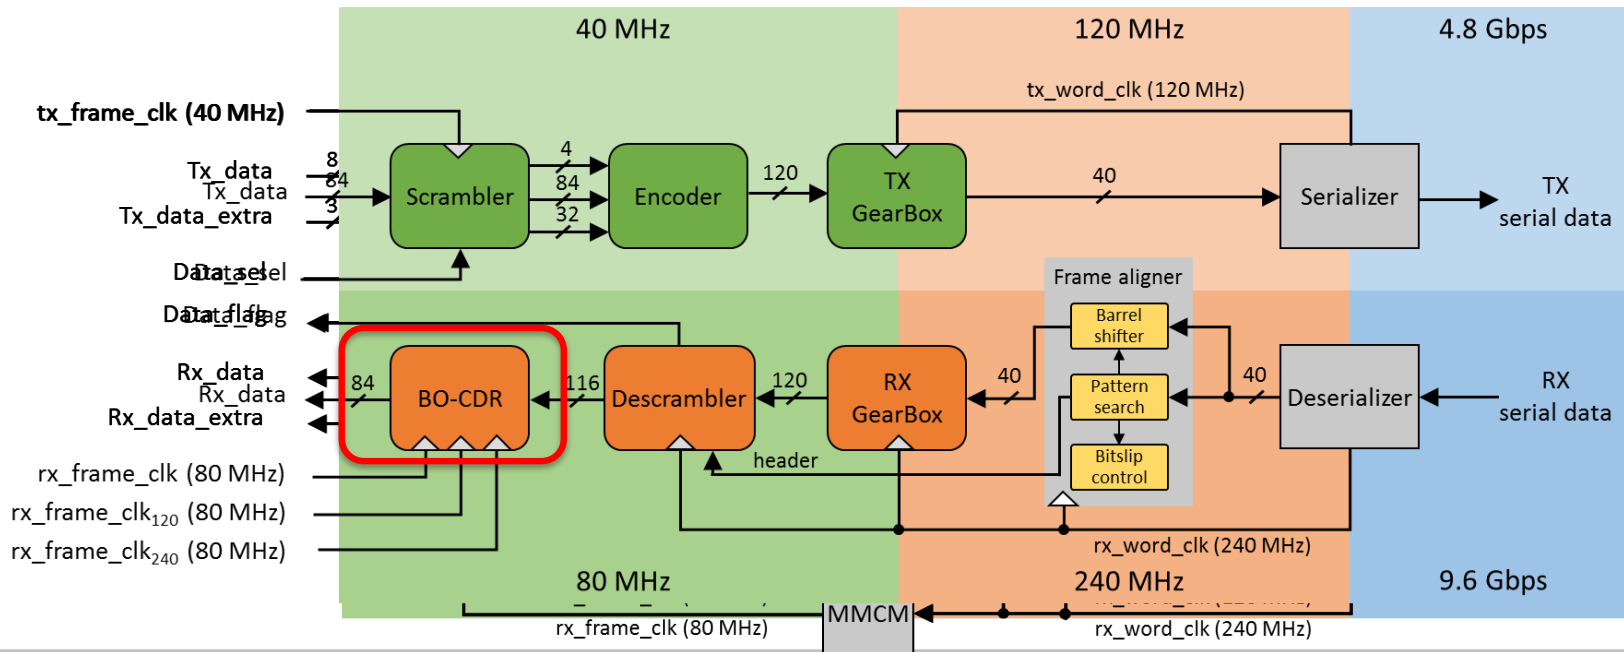 40 MHz
120 MHz
4.8 Gbps
tx_word_clk (120 MHz)
tx_frame_clk (40 MHz)
Tx_data
8
Tx_data
84
Tx_data_extra
3
Data_sel
Data_sel
Scrambler
4
84
32
Encoder
120
TX
GearBox
40
Serializer
TX
serial data
Frame aligner
Data_flag
Data_flag
Barrel
shifter
Rx_data
Rx_data
84
Rx_data_extra
BO-CDR
116
Descrambler
120
RX
GearBox
40
Pattern
search
40
Deserializer
RX
serial data
header
Bitslip
control
rx_frame_clk (80 MHz)
rx_frame_clk120 (80 MHz)
rx_frame_clk240 (80 MHz)
rx_word_clk (240 MHz)
80 MHz
240 MHz
9.6 Gbps
MMCM
rx_frame_clk (80 MHz)
rx_word_clk (240 MHz)